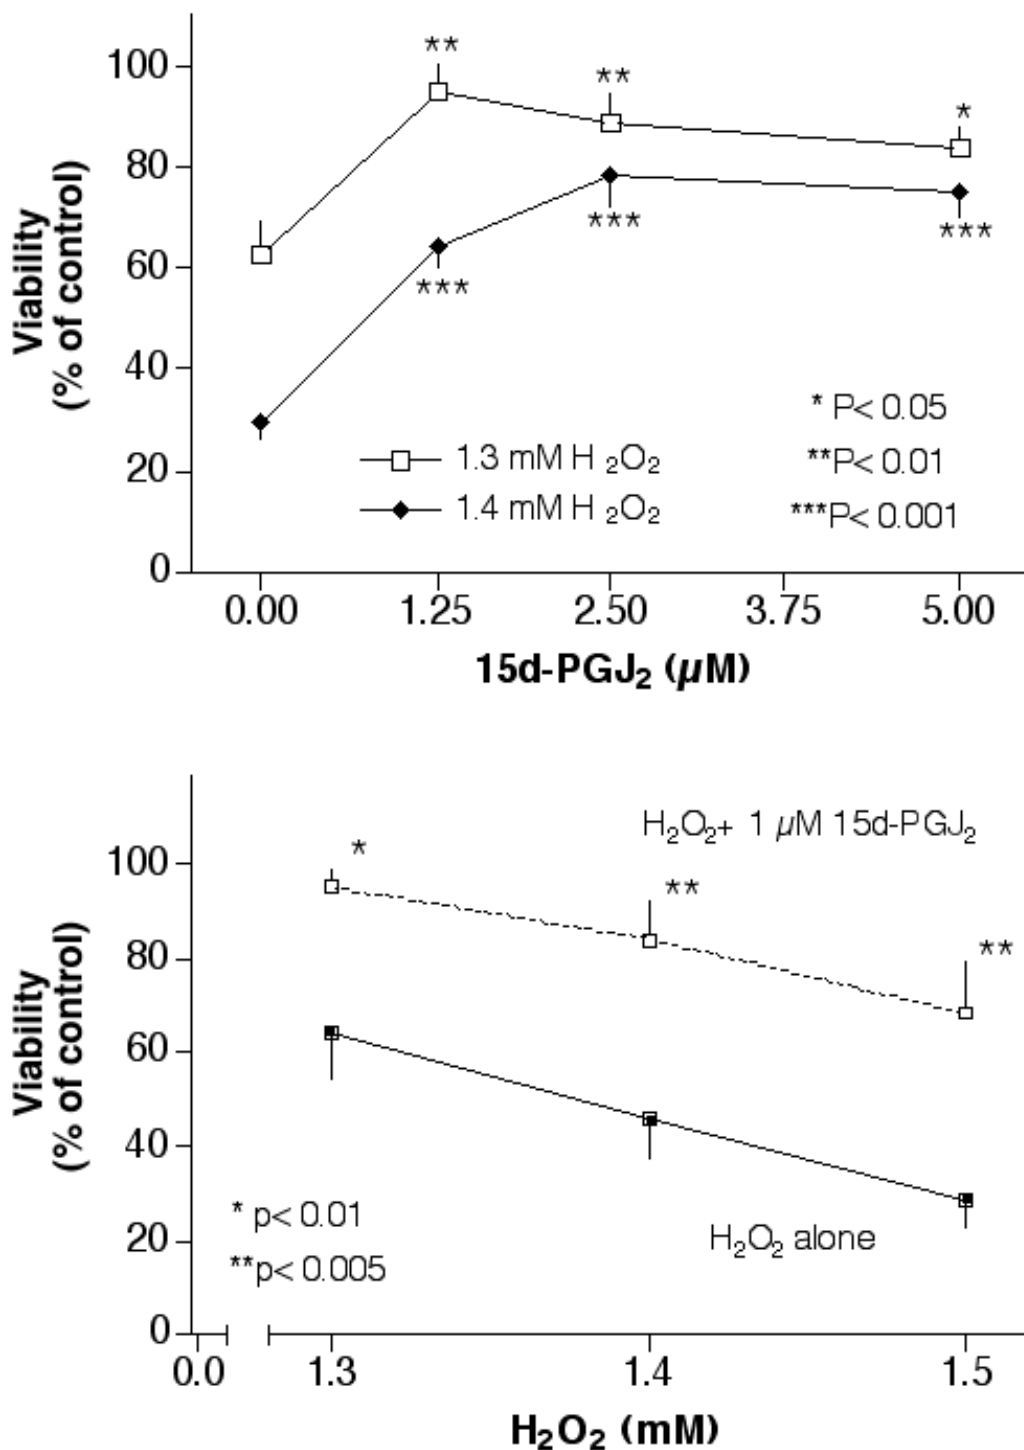 100
80
60
40
20
0
Viability
(% of control)
**
**
*
***
***
***
* P< 0.05
**P< 0.01
***P< 0.001
1.3 mM H ₂O₂
1.4 mM H ₂O₂
0.00 1.25 2.50 3.75 5.00
15d-PGJ₂ (µM)
H₂O₂+ 1 µM 15d-PGJ₂
100
80
60
40
20
0
Viability
(% of control)
*
**
**
* p< 0.01
**p< 0.005
H₂O₂ alone
0.0 1.3 1.4 1.5
H₂O₂ (mM)